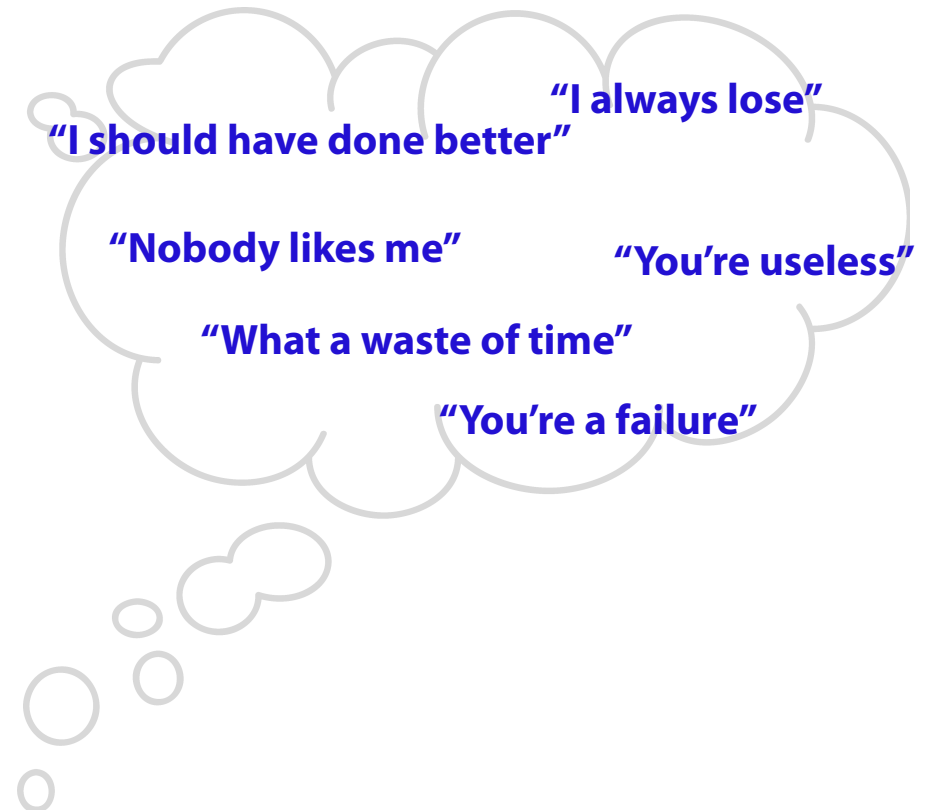 “I always lose”
“I should have done better”
“Nobody likes me”
“You’re useless”
“What a waste of time”
“You’re a failure”